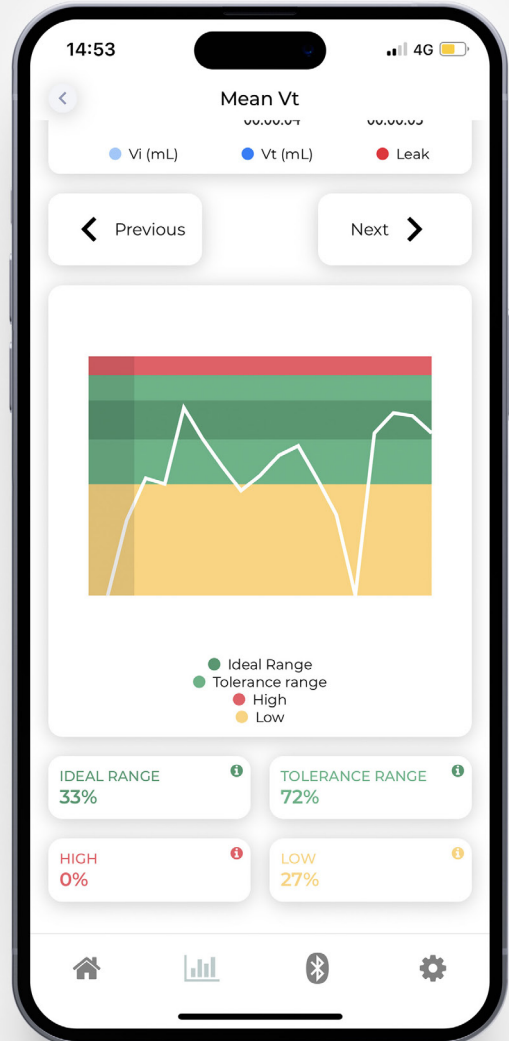 14:53
4G
Mean Vt
Vi (mL)
Vt (mL)
Leak
Previous
Next
Ideal Range
Tolerance range
High
Low
IDEAL RANGE
33%
TOLERANCE RANGE
72%
HIGH
0%
LOW
27%